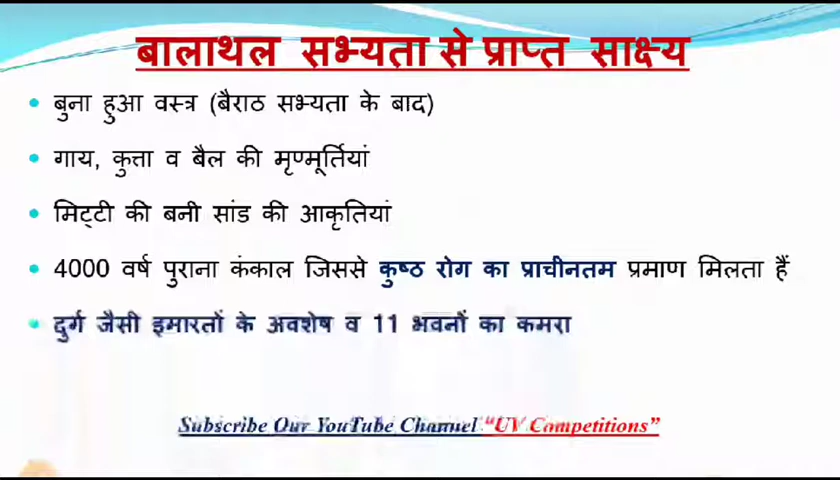 बालाथल सभ्यता से प्राप्त साक्ष्य
बुना हुआ वस्त्र (बैराठ सभ्यता के बाद)
गाय, कुत्ता व बैल की मृण्मूर्तियां
मिट्टी की बनी सांड की आकृतियां
4000 वर्ष पुराना कंकाल जिससे कुष्ठ रोग का प्राचीनतम प्रमाण मिलता हैं
दुर्ग जैसी इमारतों के अवशेष व 11 भवनों का कमरा
Subscribe Our YouTube Channel “UV Competitions”